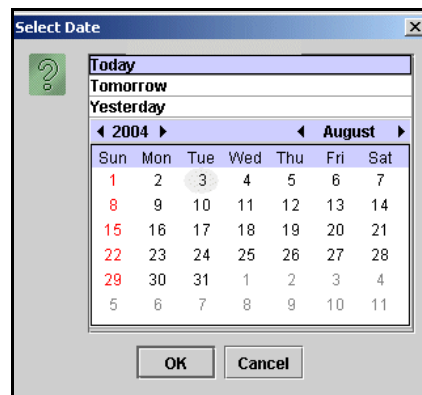 Select Date
Today
Tomorrow
Yesterday
2004 August
Sun Mon Tue Wed Thu Fri Sat
1 2 3 4 5 6 7
8 9 10 11 12 13 14
15 16 17 18 19 20 21
22 23 24 25 26 27 28
29 30 31 1 2 3 4
5 6 7 8 9 10 11
OK Cancel